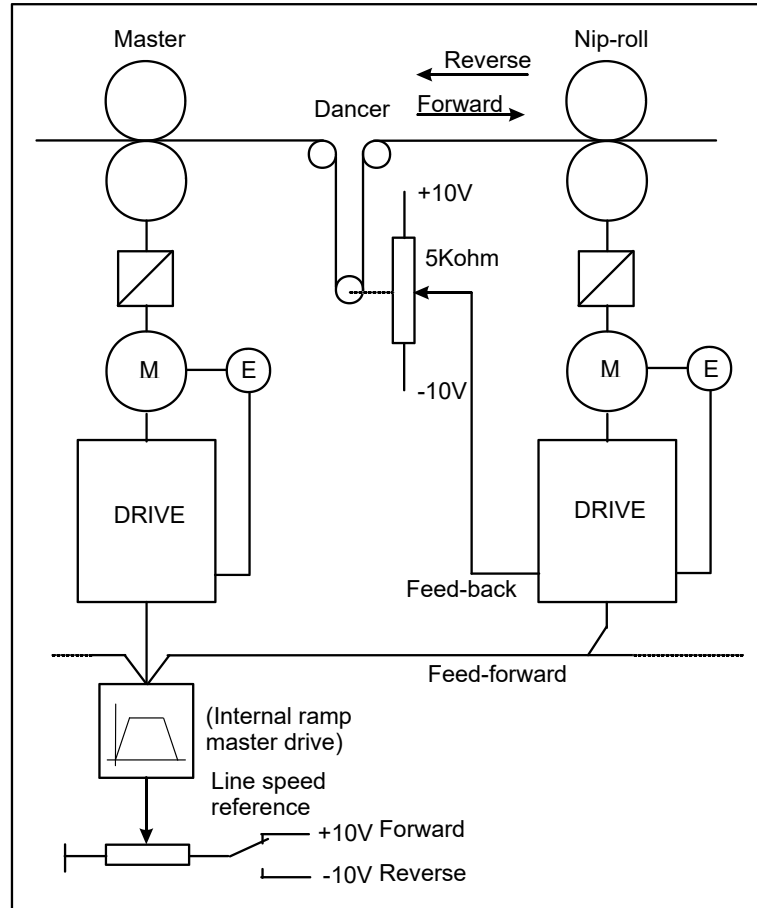 Master
Nip-roll
Reverse
Dancer
Forward
+10V
5Kohm
M
E
M
E
-10V
DRIVE
DRIVE
Feed-back
Feed-forward
(Internal ramp
master drive)
Line speed
reference
+10V Forward
-10V Reverse